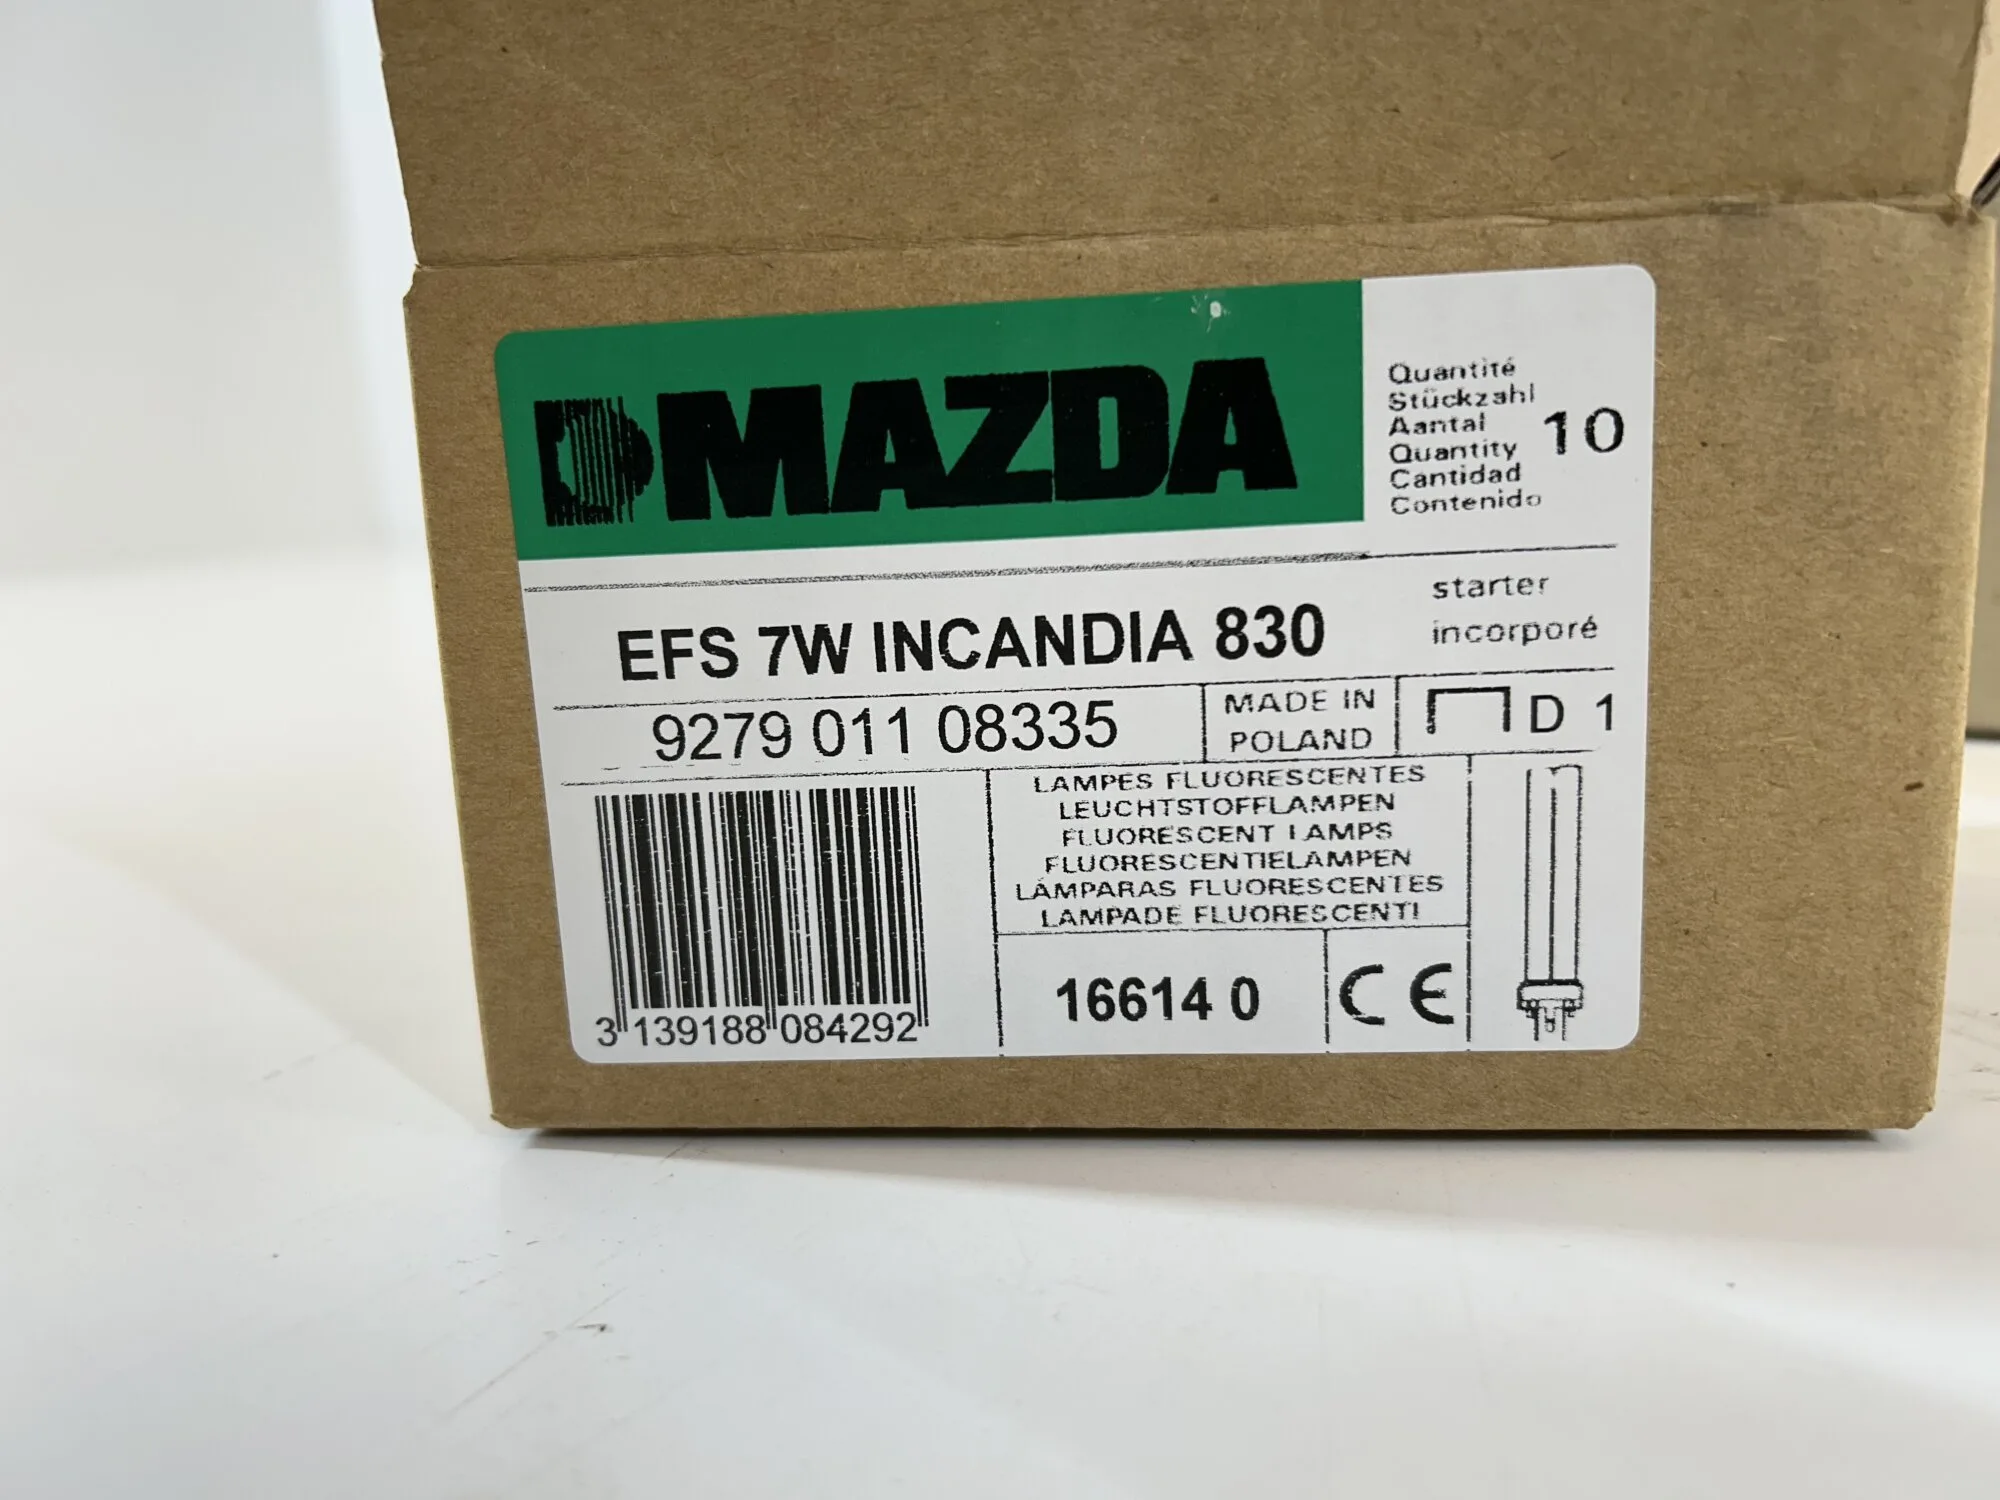 MAZDA
Quantité
Stückzahl
Aantal
Quantity
Cantidad
Contenido
10
EFS 7W INCANDIA 830
starter
incorporé
9279 011 08335
MADE IN
POLAND
D 1
LAMPES FLUORESCENTES
LEUCHTSTOFFLAMPEN
FLUORESCENT LAMPS
FLUORESCENTIELAMPEN
LÁMPARAS FLUORESCENTES
LAMPADE FLUORESCENTI
3 139188 084292
16614 0
CE